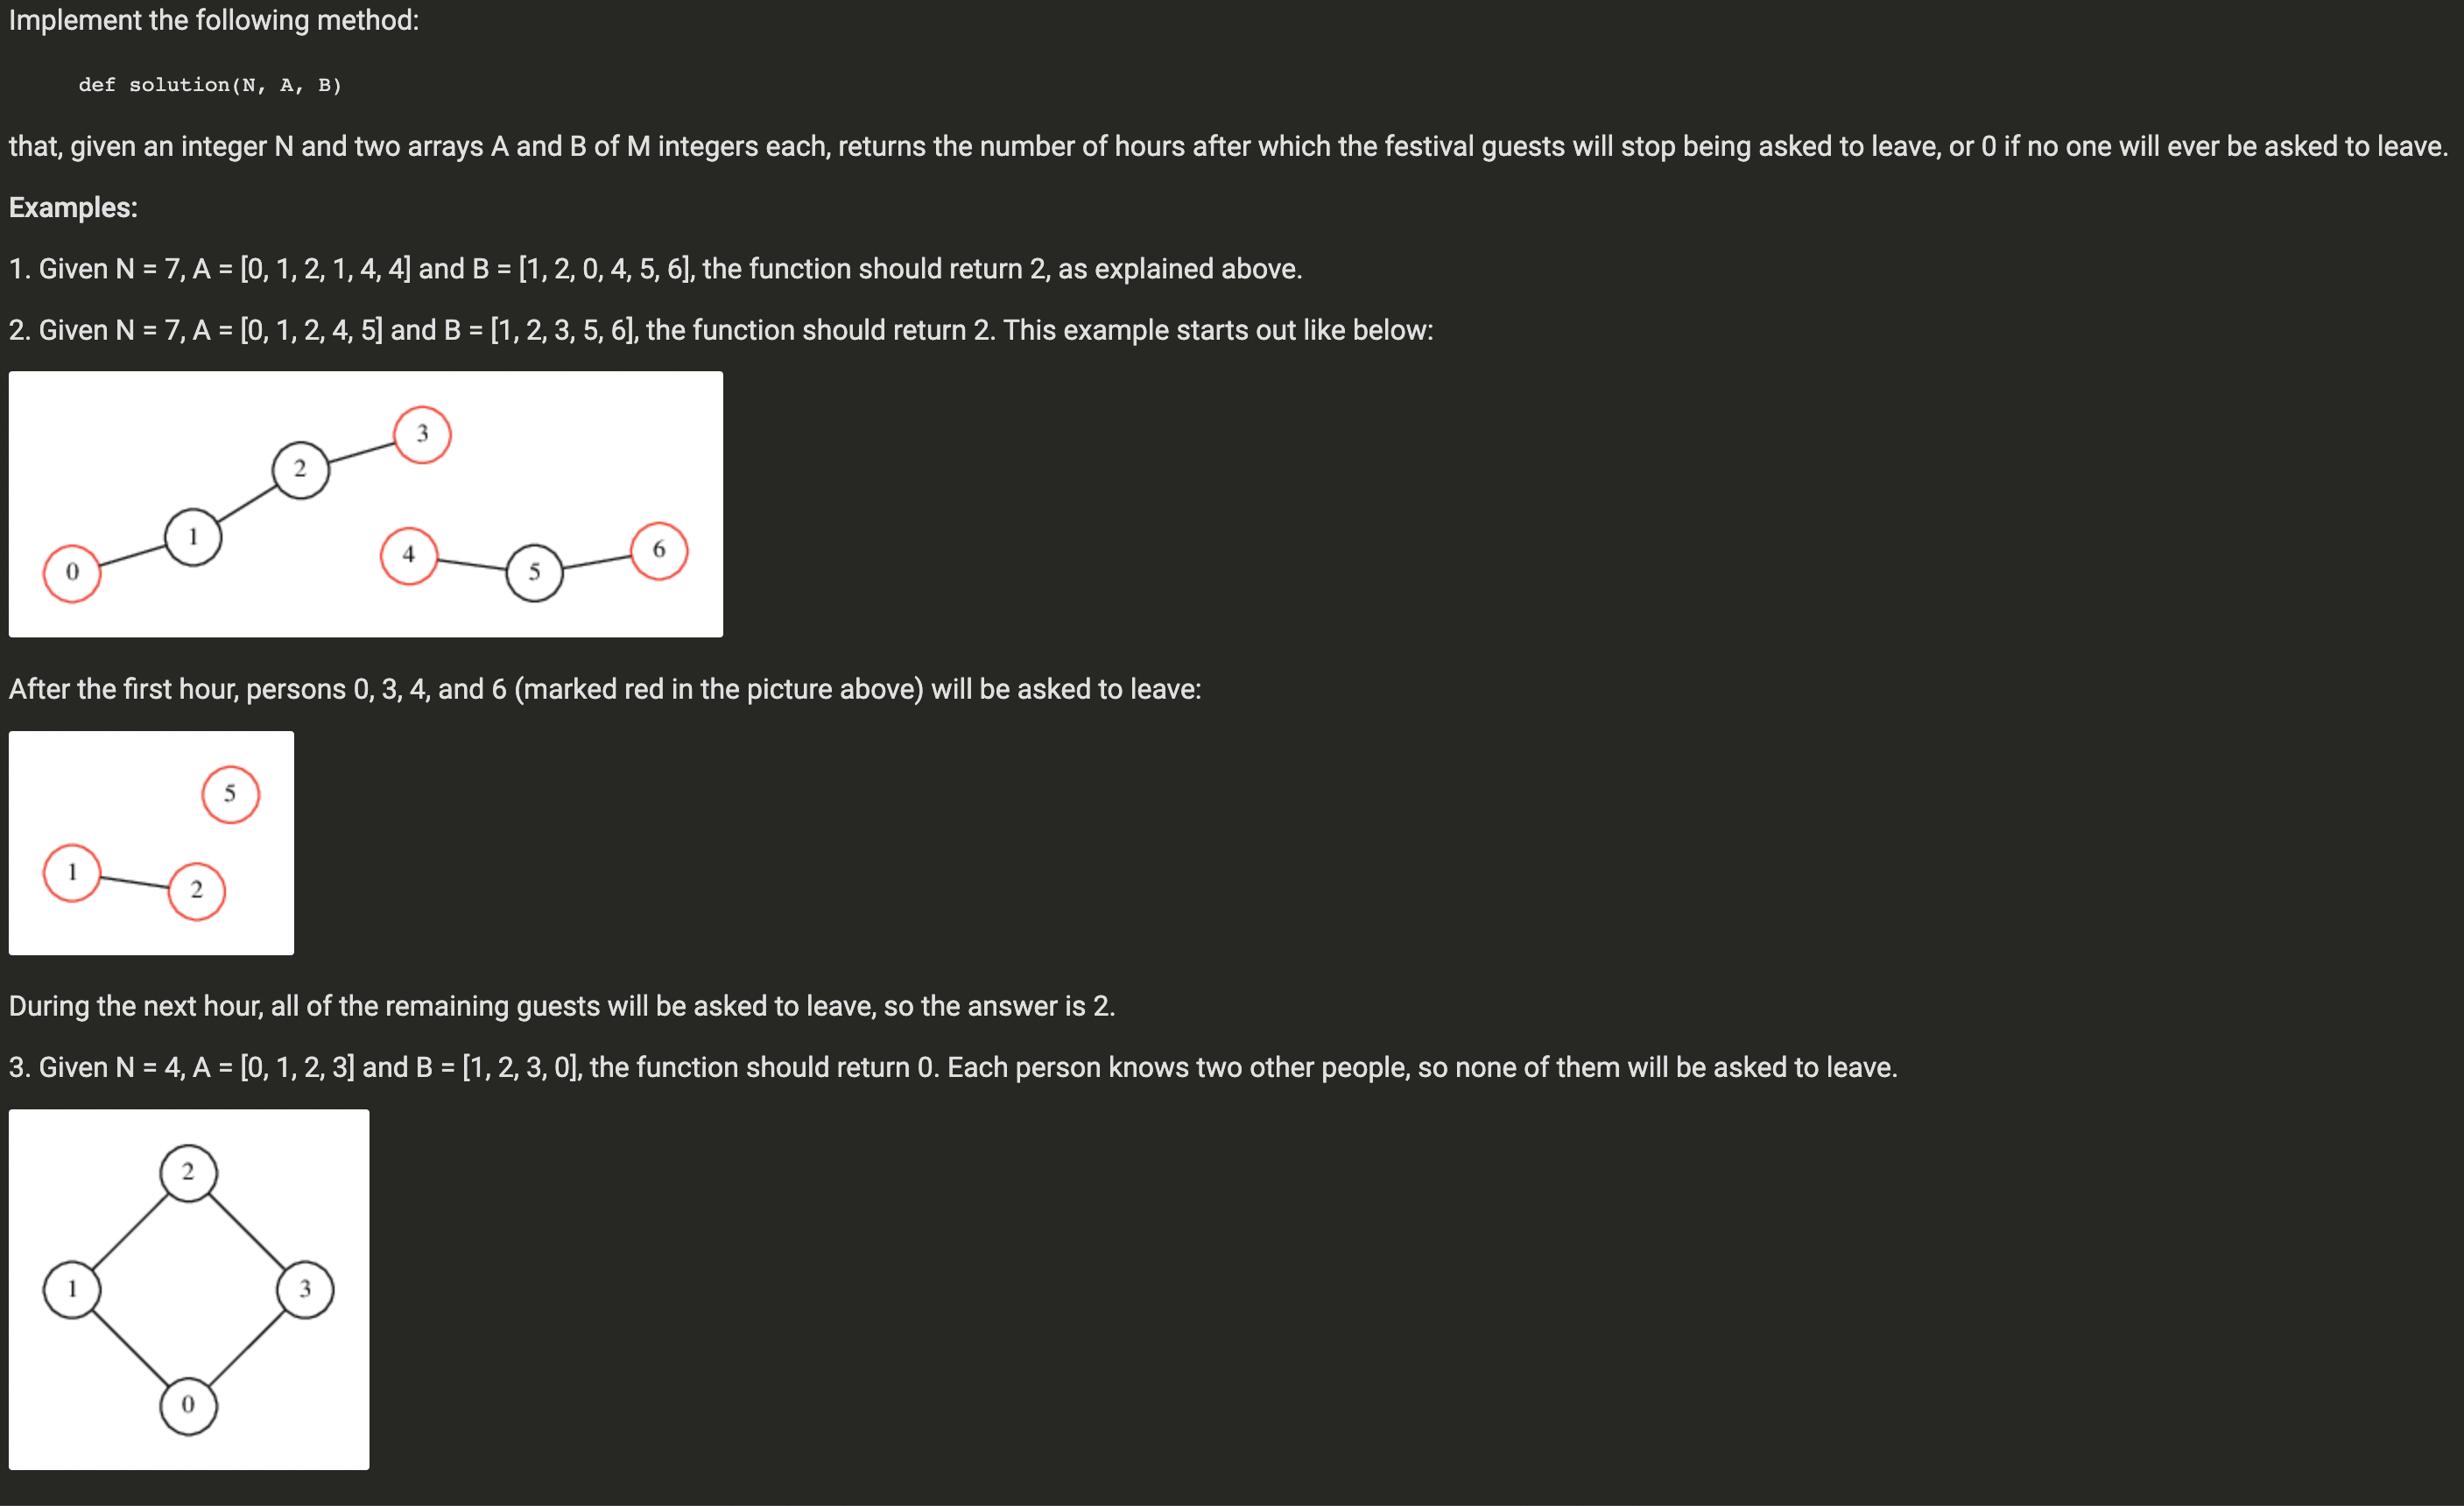 Implement the following method:
def solution(N, A, B)
that, given an integer N and two arrays A and B of M integers each, returns the number of hours after which the festival guests will stop being asked to leave, or 0 if no one will ever be asked to leave.
Examples:
1. Given N = 7, A = [0, 1, 2, 1, 4, 4] and B = [1, 2, 0, 4, 5, 6], the function should return 2, as explained above.
2. Given N = 7, A = [0, 1, 2, 4, 5] and B = [1, 2, 3, 5, 6], the function should return 2. This example starts out like below:
3
2
1
0
4
5
6
After the first hour, persons 0, 3, 4, and 6 (marked red in the picture above) will be asked to leave:
5
1
2
During the next hour, all of the remaining guests will be asked to leave, so the answer is 2.
3. Given N = 4, A = [0, 1, 2, 3] and B = [1, 2, 3, 0], the function should return 0. Each person knows two other people, so none of them will be asked to leave.
2
1
3
0